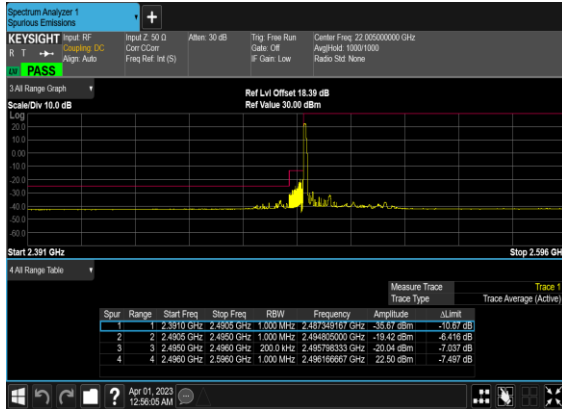 Spectrum Analyzer 1
Spurious Emissions
KEYSIGHT Input: RF Input Z: 50 Ω Atten: 30 dB Trig: Free Run Center Freq: 22.005000000 GHz
R T Coupling: DC Corr CCorr Gate: Off Avg|Hold: 1000/1000
Align: Auto Freq Ref: Int (S) IF Gain: Low Radio Std: None
PASS
3 All Range Graph
Ref Lvl Offset 18.39 dB
Scale/Div 10.0 dB Ref Value 30.00 dBm
Log
20.0
10.0
0.00
-10.0
-20.0
-30.0
-40.0
-50.0
-60.0
Start 2.391 GHz Stop 2.596 GH
4 All Range Table
Measure Trace Trace 1
Trace Type Trace Average (Active)
Spur Range Start Freq Stop Freq RBW Frequency Amplitude ΔLimit
1 1 2.3910 GHz 2.4905 GHz 1.000 MHz 2.487349167 GHz -35.67 dBm -10.67 dB
2 2 2.4905 GHz 2.4950 GHz 1.000 MHz 2.494805000 GHz -19.42 dBm -6.416 dB
3 3 2.4950 GHz 2.4960 GHz 200.0 kHz 2.495798333 GHz -20.04 dBm -7.037 dB
4 4 2.4960 GHz 2.5960 GHz 1.000 MHz 2.496166667 GHz 22.50 dBm -7.497 dB
? Apr 01, 2023
12:56:05 AM